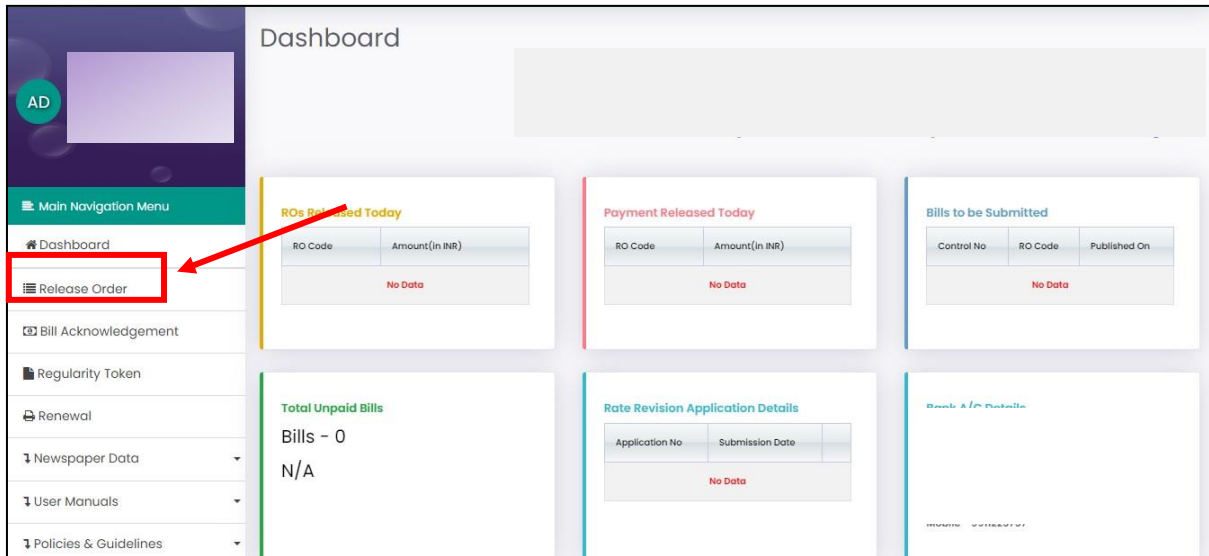 Dashboard
AD
Main Navigation Menu
Dashboard
Release Order
Bill Acknowledgement
Regularity Token
Renewal
Newspaper Data
User Manuals
Policies & Guidelines
ROs Released Today
RO Code Amount(in INR)
No Data
Payment Released Today
RO Code Amount(in INR)
No Data
Bills to be Submitted
Control No RO Code Published On
No Data
Total Unpaid Bills
Bills - 0
N/A
Rate Revision Application Details
Application No Submission Date
No Data
Bank A/C Details